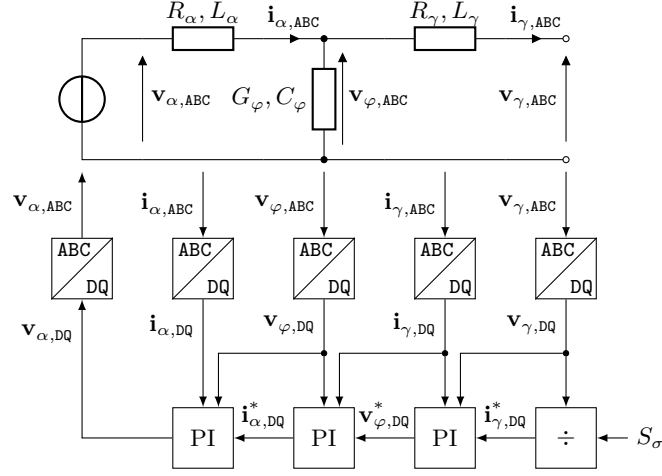 R_α, L_α i_α,ABC R_γ, L_γ i_γ,ABC
v_α,ABC G_φ, C_φ v_φ,ABC v_γ,ABC
v_α,ABC i_α,ABC v_φ,ABC i_γ,ABC v_γ,ABC
ABC ABC ABC ABC ABC
DQ DQ DQ DQ DQ
v_α,DQ i_α,DQ v_φ,DQ i_γ,DQ v_γ,DQ
PI i*_α,DQ PI v*_φ,DQ PI i*_γ,DQ ÷ S_σ